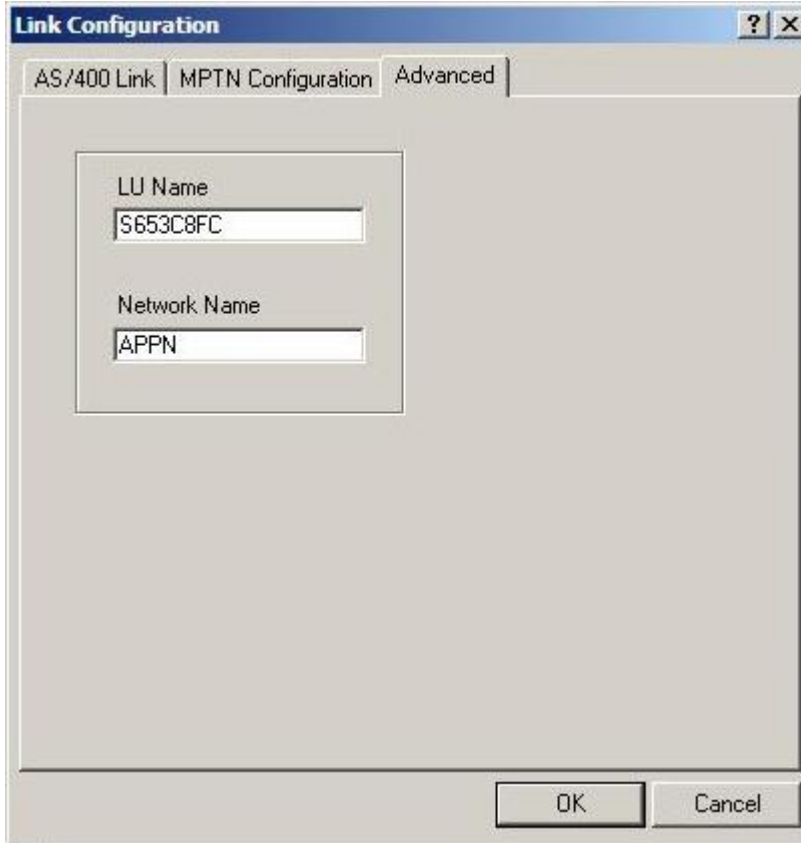 Link Configuration
AS/400 Link MPTN Configuration Advanced
LU Name
S653C8FC
Network Name
APPN
OK Cancel